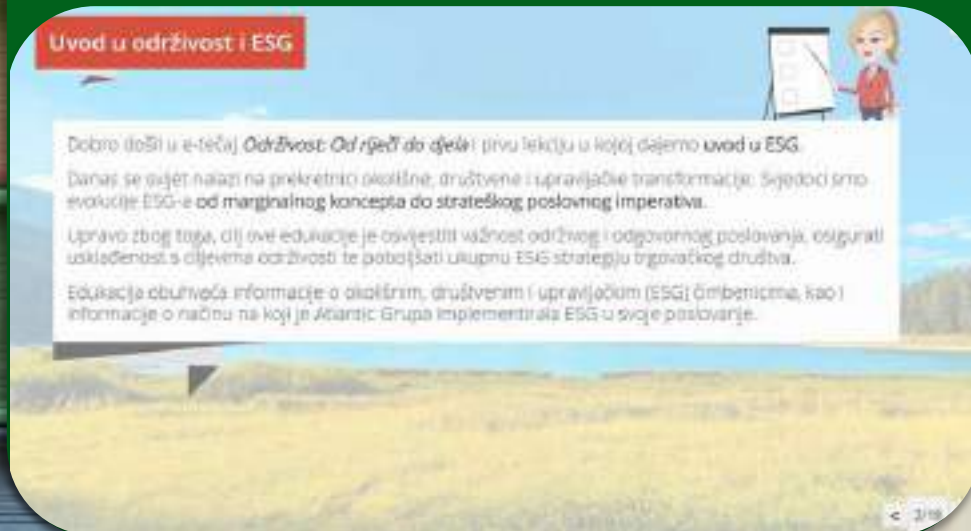 Uvod u održivost i ESG
Dobro došli u e-tečaj Održivost: Od riječi do djela i prvu lekciju u kojoj dajemo uvod u ESG.
Danas se svijet nalazi na prekretnici okolišne, društvene i upravljačke transformacije. Svjedoci smo
evolucije ESG-a od marginalnog koncepta do strateškog poslovnog imperativa.
Upravo zbog toga, cilj ove edukacije je osvijestiti važnost održivog i odgovornog poslovanja, osigurati
usklađenost s ciljevima održivosti te poboljšati ukupnu ESG strategiju trgovačkog društva.
Edukacija obuhvaća informacije o okolišnim, društvenim i upravljačkim (ESG) čimbenicima, kao i
informacije o načinu na koji je Atlantic Grupa implementirala ESG u svoje poslovanje.
<